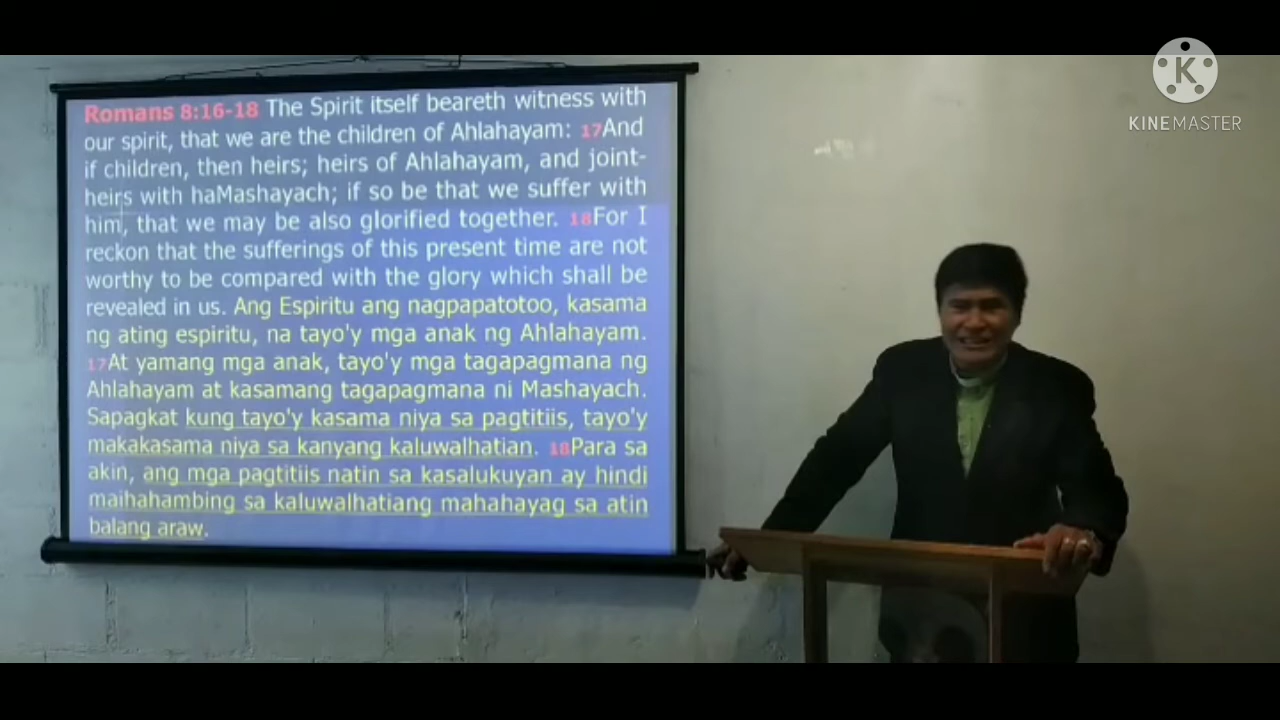 Romans 8:16-18 The Spirit itself beareth witness with
our spirit, that we are the children of Ahlahayam: 17And
if children, then heirs; heirs of Ahlahayam, and joint-
heirs with haMashayach; if so be that we suffer with
him, that we may be also glorified together. 18For I
reckon that the sufferings of this present time are not
worthy to be compared with the glory which shall be
revealed in us. Ang Espiritu ang nagpapatotoo, kasama
ng ating espiritu, na tayo'y mga anak ng Ahlahayam.
17At yamang mga anak, tayo'y mga tagapagmana ng
Ahlahayam at kasamang tagapagmana ni Mashayach.
Sapagkat kung tayo'y kasama niya sa pagtitiis, tayo'y
makakasama niya sa kanyang kaluwalhatian. 18Para sa
akin, ang mga pagtitiis natin sa kasalukuyan ay hindi
maihahambing sa kaluwalhatiang mahahayag sa atin
balang araw.
K
KINEMASTER